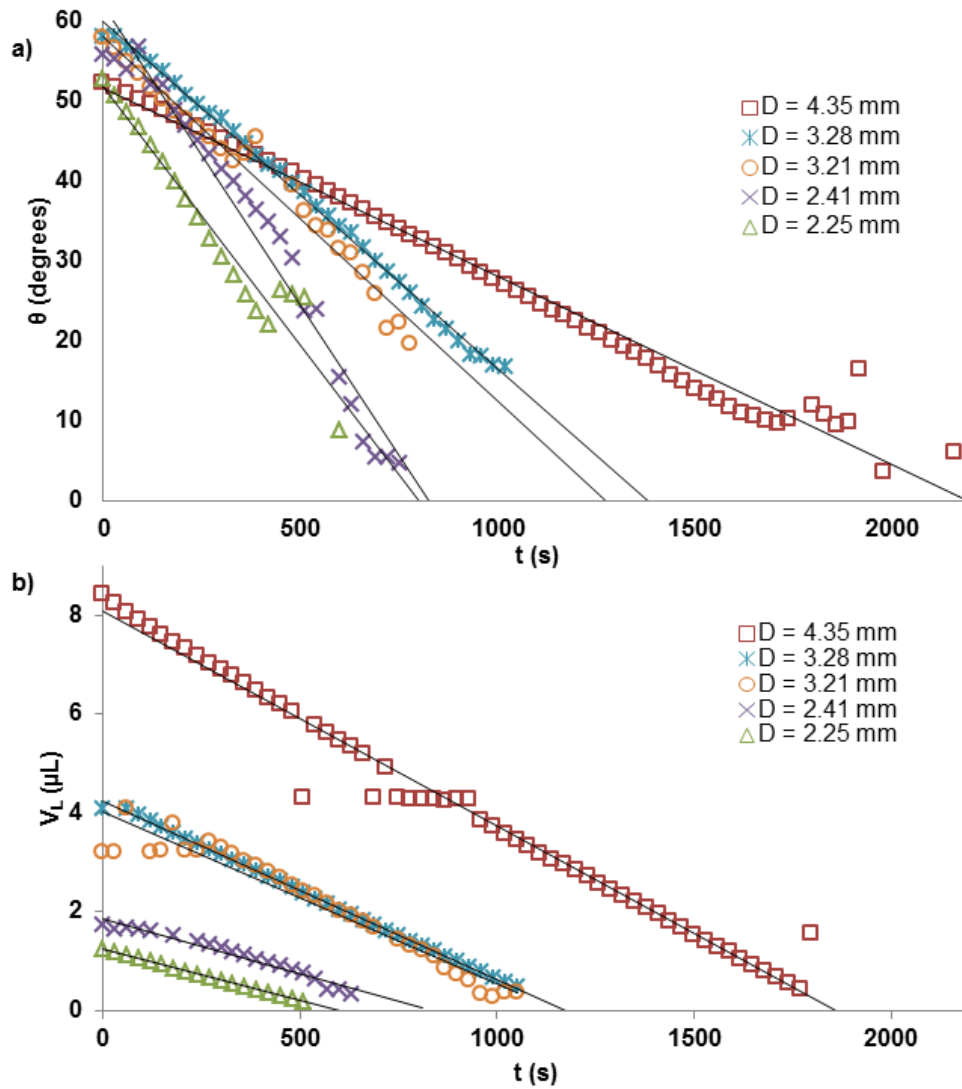 a)
60
50
40
30
20
10
0
θ (degrees)
D = 4.35 mm
D = 3.28 mm
D = 3.21 mm
D = 2.41 mm
D = 2.25 mm
0 500 1000 1500 2000
t (s)
b)
8
6
4
2
0
V_L (μL)
D = 4.35 mm
D = 3.28 mm
D = 3.21 mm
D = 2.41 mm
D = 2.25 mm
0 500 1000 1500 2000
t (s)